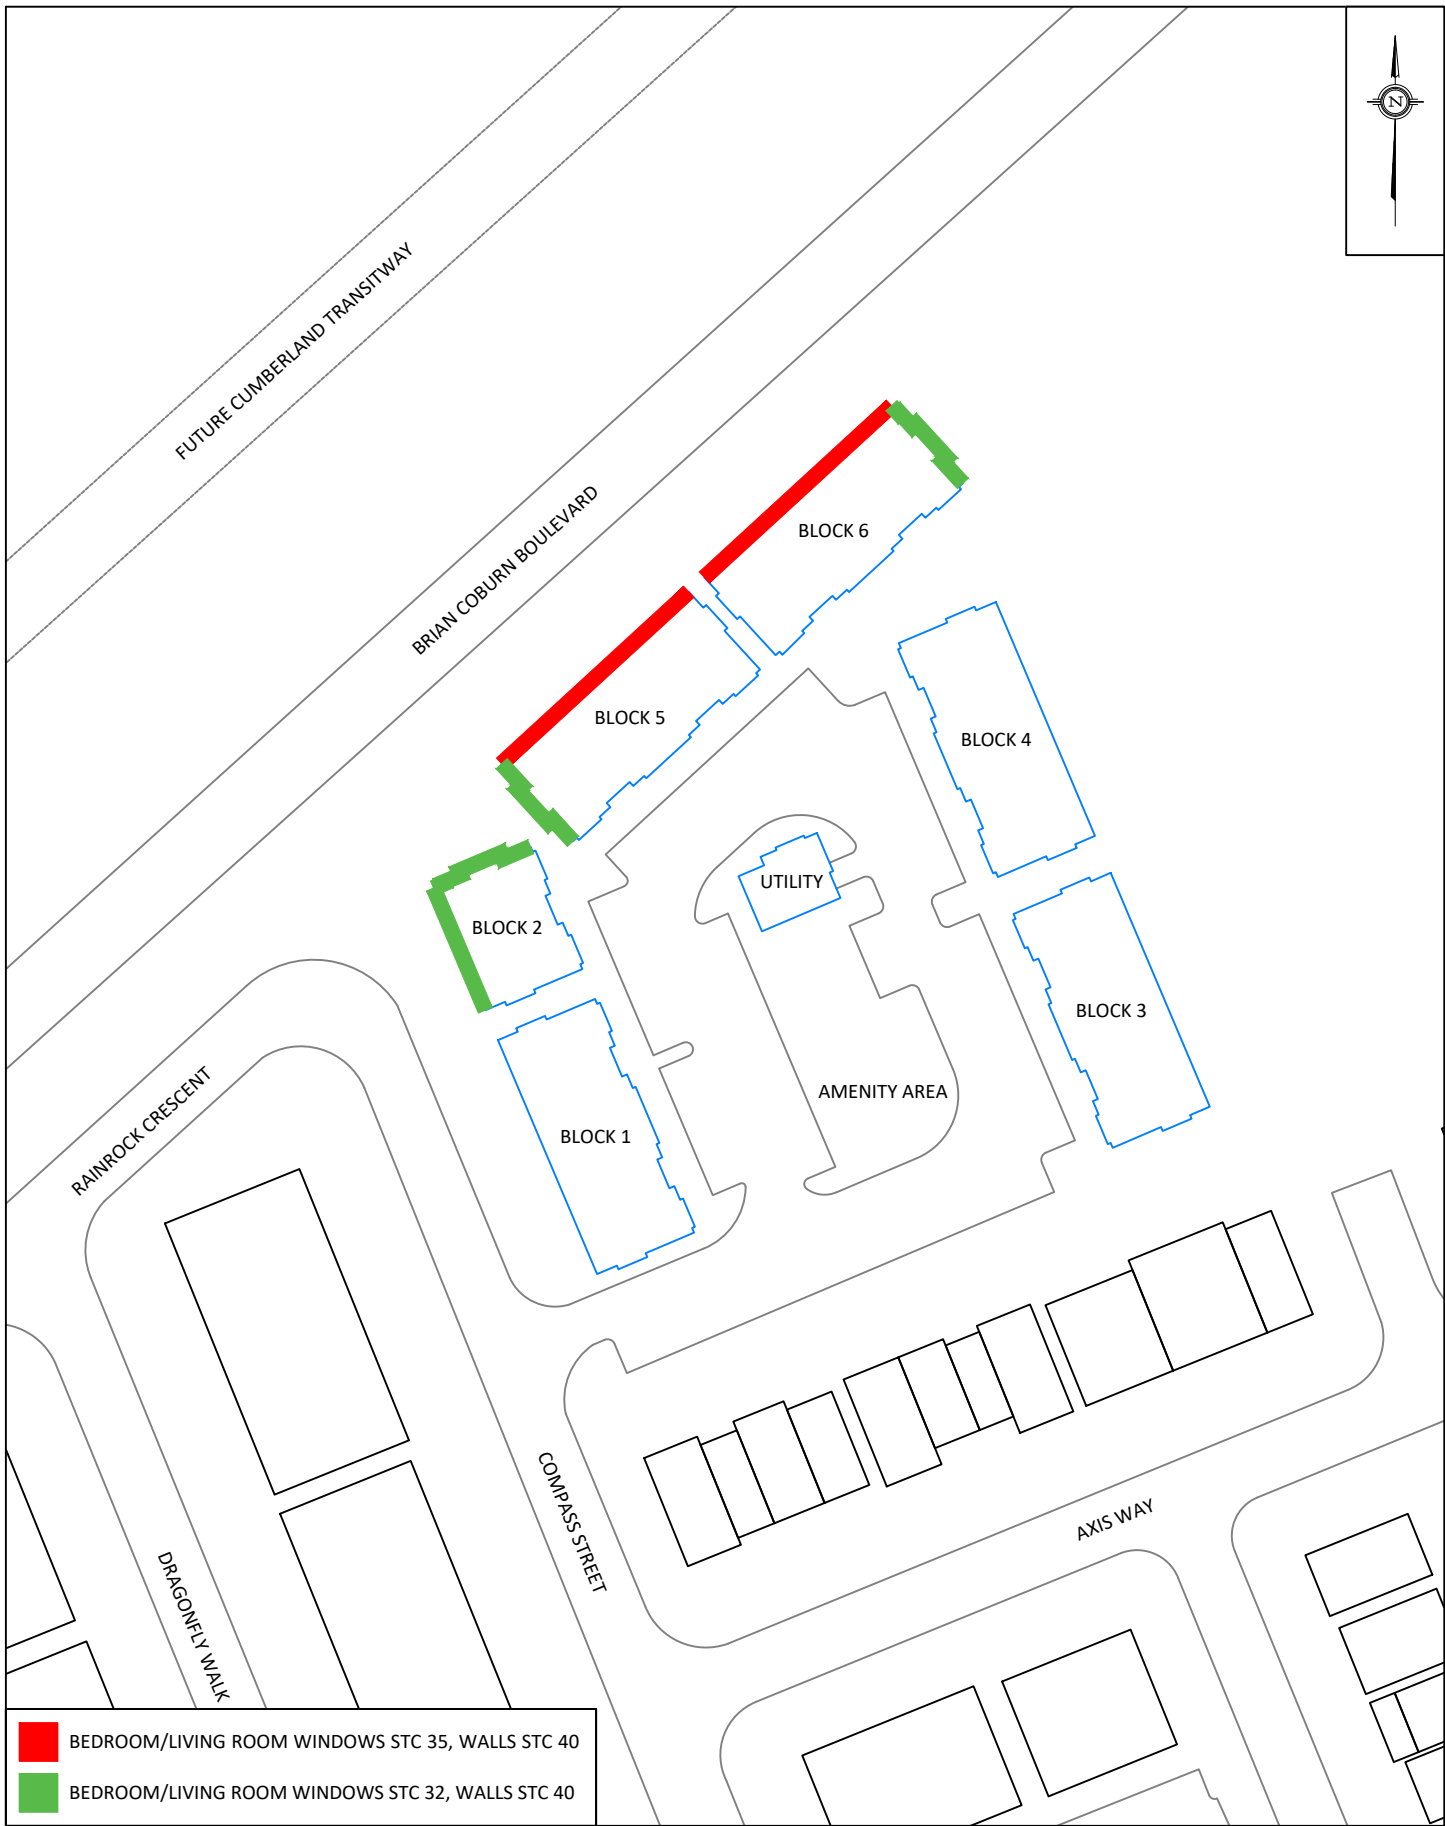 N
FUTURE CUMBERLAND TRANSITWAY
BRIAN COBURN BOULEVARD
BLOCK 6
BLOCK 5
BLOCK 4
UTILITY
BLOCK 2
BLOCK 3
AMENITY AREA
RAINROCK CRESCENT
BLOCK 1
COMPASS STREET
AXIS WAY
DRAGONFLY WALK
BEDROOM/LIVING ROOM WINDOWS STC 35, WALLS STC 40
BEDROOM/LIVING ROOM WINDOWS STC 32, WALLS STC 40